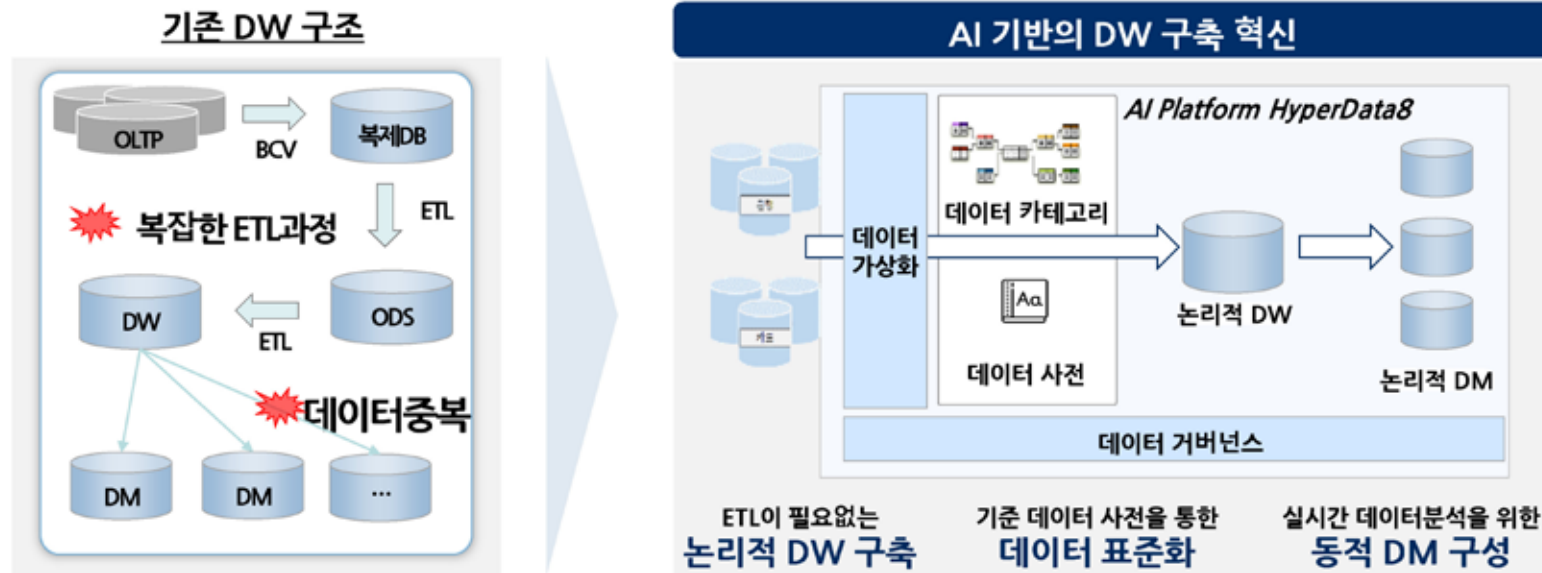 기존 DW 구조
OLTP
BCV
복제DB
ETL
복잡한 ETL과정
DW
ETL
ODS
데이터중복
DM
DM
...
AI 기반의 DW 구축 혁신
AI Platform HyperData8
데이터
가상화
데이터 카테고리
Aa
데이터 사전
논리적 DW
논리적 DM
데이터 거버넌스
ETL이 필요없는
논리적 DW 구축
기준 데이터 사전을 통한
데이터 표준화
실시간 데이터분석을 위한
동적 DM 구성